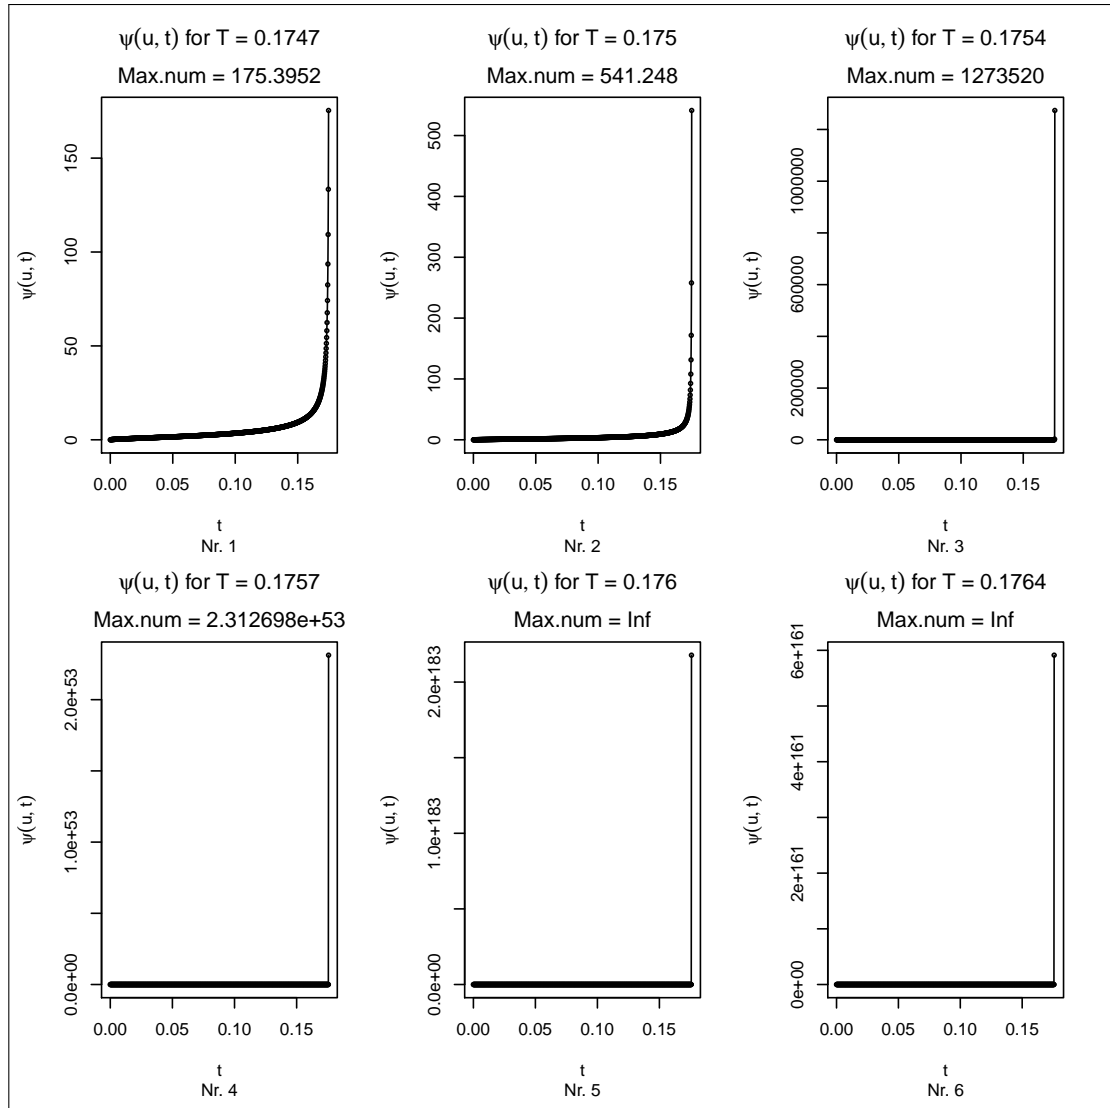 ψ(u, t) for T = 0.1747
Max.num = 175.3952
ψ(u, t)
150
100
50
0
0.00 0.05 0.10 0.15
t
Nr. 1
ψ(u, t) for T = 0.175
Max.num = 541.248
ψ(u, t)
500
400
300
200
100
0
0.00 0.05 0.10 0.15
t
Nr. 2
ψ(u, t) for T = 0.1754
Max.num = 1273520
ψ(u, t)
1000000
600000
200000
0
0.00 0.05 0.10 0.15
t
Nr. 3
ψ(u, t) for T = 0.1757
Max.num = 2.312698e+53
ψ(u, t)
2.0e+53
1.0e+53
0.0e+00
0.00 0.05 0.10 0.15
t
Nr. 4
ψ(u, t) for T = 0.176
Max.num = Inf
ψ(u, t)
2.0e+183
1.0e+183
0.0e+00
0.00 0.05 0.10 0.15
t
Nr. 5
ψ(u, t) for T = 0.1764
Max.num = Inf
ψ(u, t)
6e+161
4e+161
2e+161
0e+00
0.00 0.05 0.10 0.15
t
Nr. 6